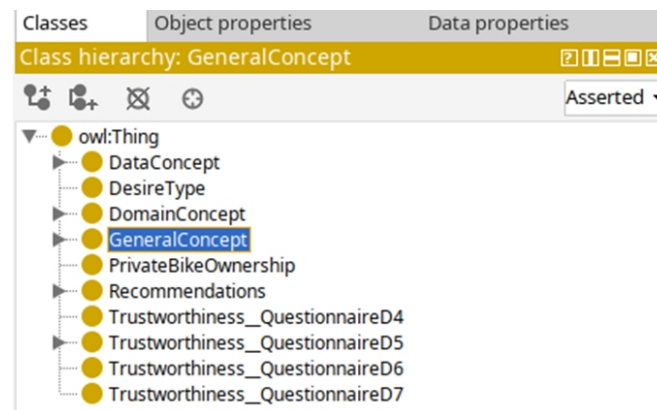 Classes Object properties Data properties
Class hierarchy: GeneralConcept
Asserted
owl:Thing
DataConcept
DesireType
DomainConcept
GeneralConcept
PrivateBikeOwnership
Recommendations
Trustworthiness__QuestionnaireD4
Trustworthiness__QuestionnaireD5
Trustworthiness__QuestionnaireD6
Trustworthiness__QuestionnaireD7